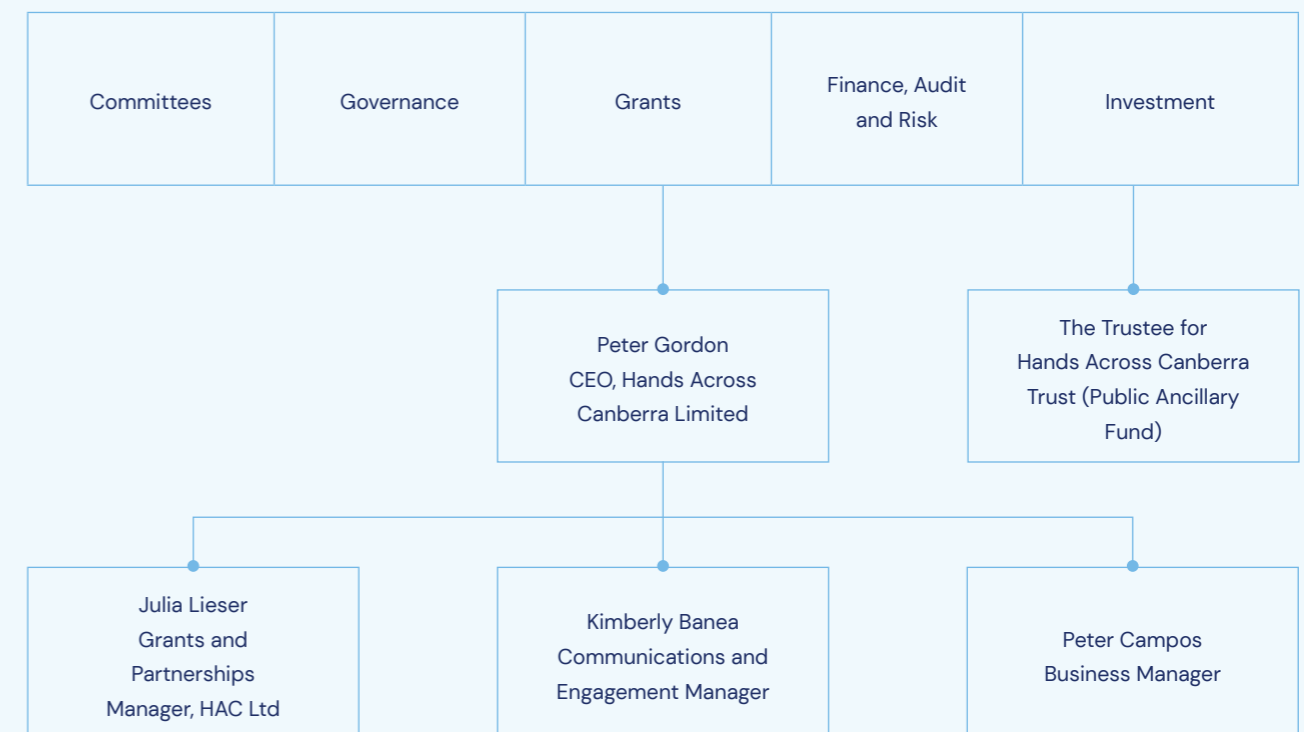 Committees
Governance
Grants
Finance, Audit
and Risk
Investment
Peter Gordon
CEO, Hands Across
Canberra Limited
The Trustee for
Hands Across Canberra
Trust (Public Ancillary
Fund)
Julia Lieser
Grants and
Partnerships
Manager, HAC Ltd
Kimberly Banea
Communications and
Engagement Manager
Peter Campos
Business Manager